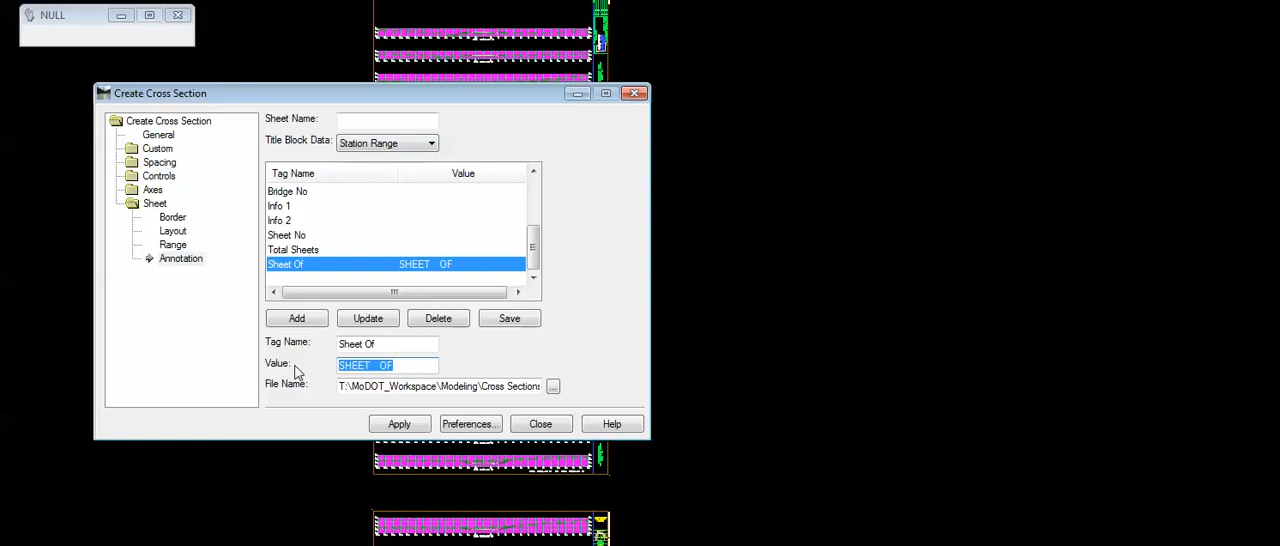 NULL
Create Cross Section
Create Cross Section
General
Custom
Spacing
Controls
Axes
Sheet
Border
Layout
Range
Annotation
Sheet Name:
Title Block Data: Station Range
Tag Name Value
Bridge No
Info 1
Info 2
Sheet No
Total Sheets
Sheet Of SHEET OF
Add Update Delete Save
Tag Name: Sheet Of
Value: SHEET OF
File Name: T:\MoDOT_Workspace\Modeling\Cross Sections ...
Apply Preferences... Close Help